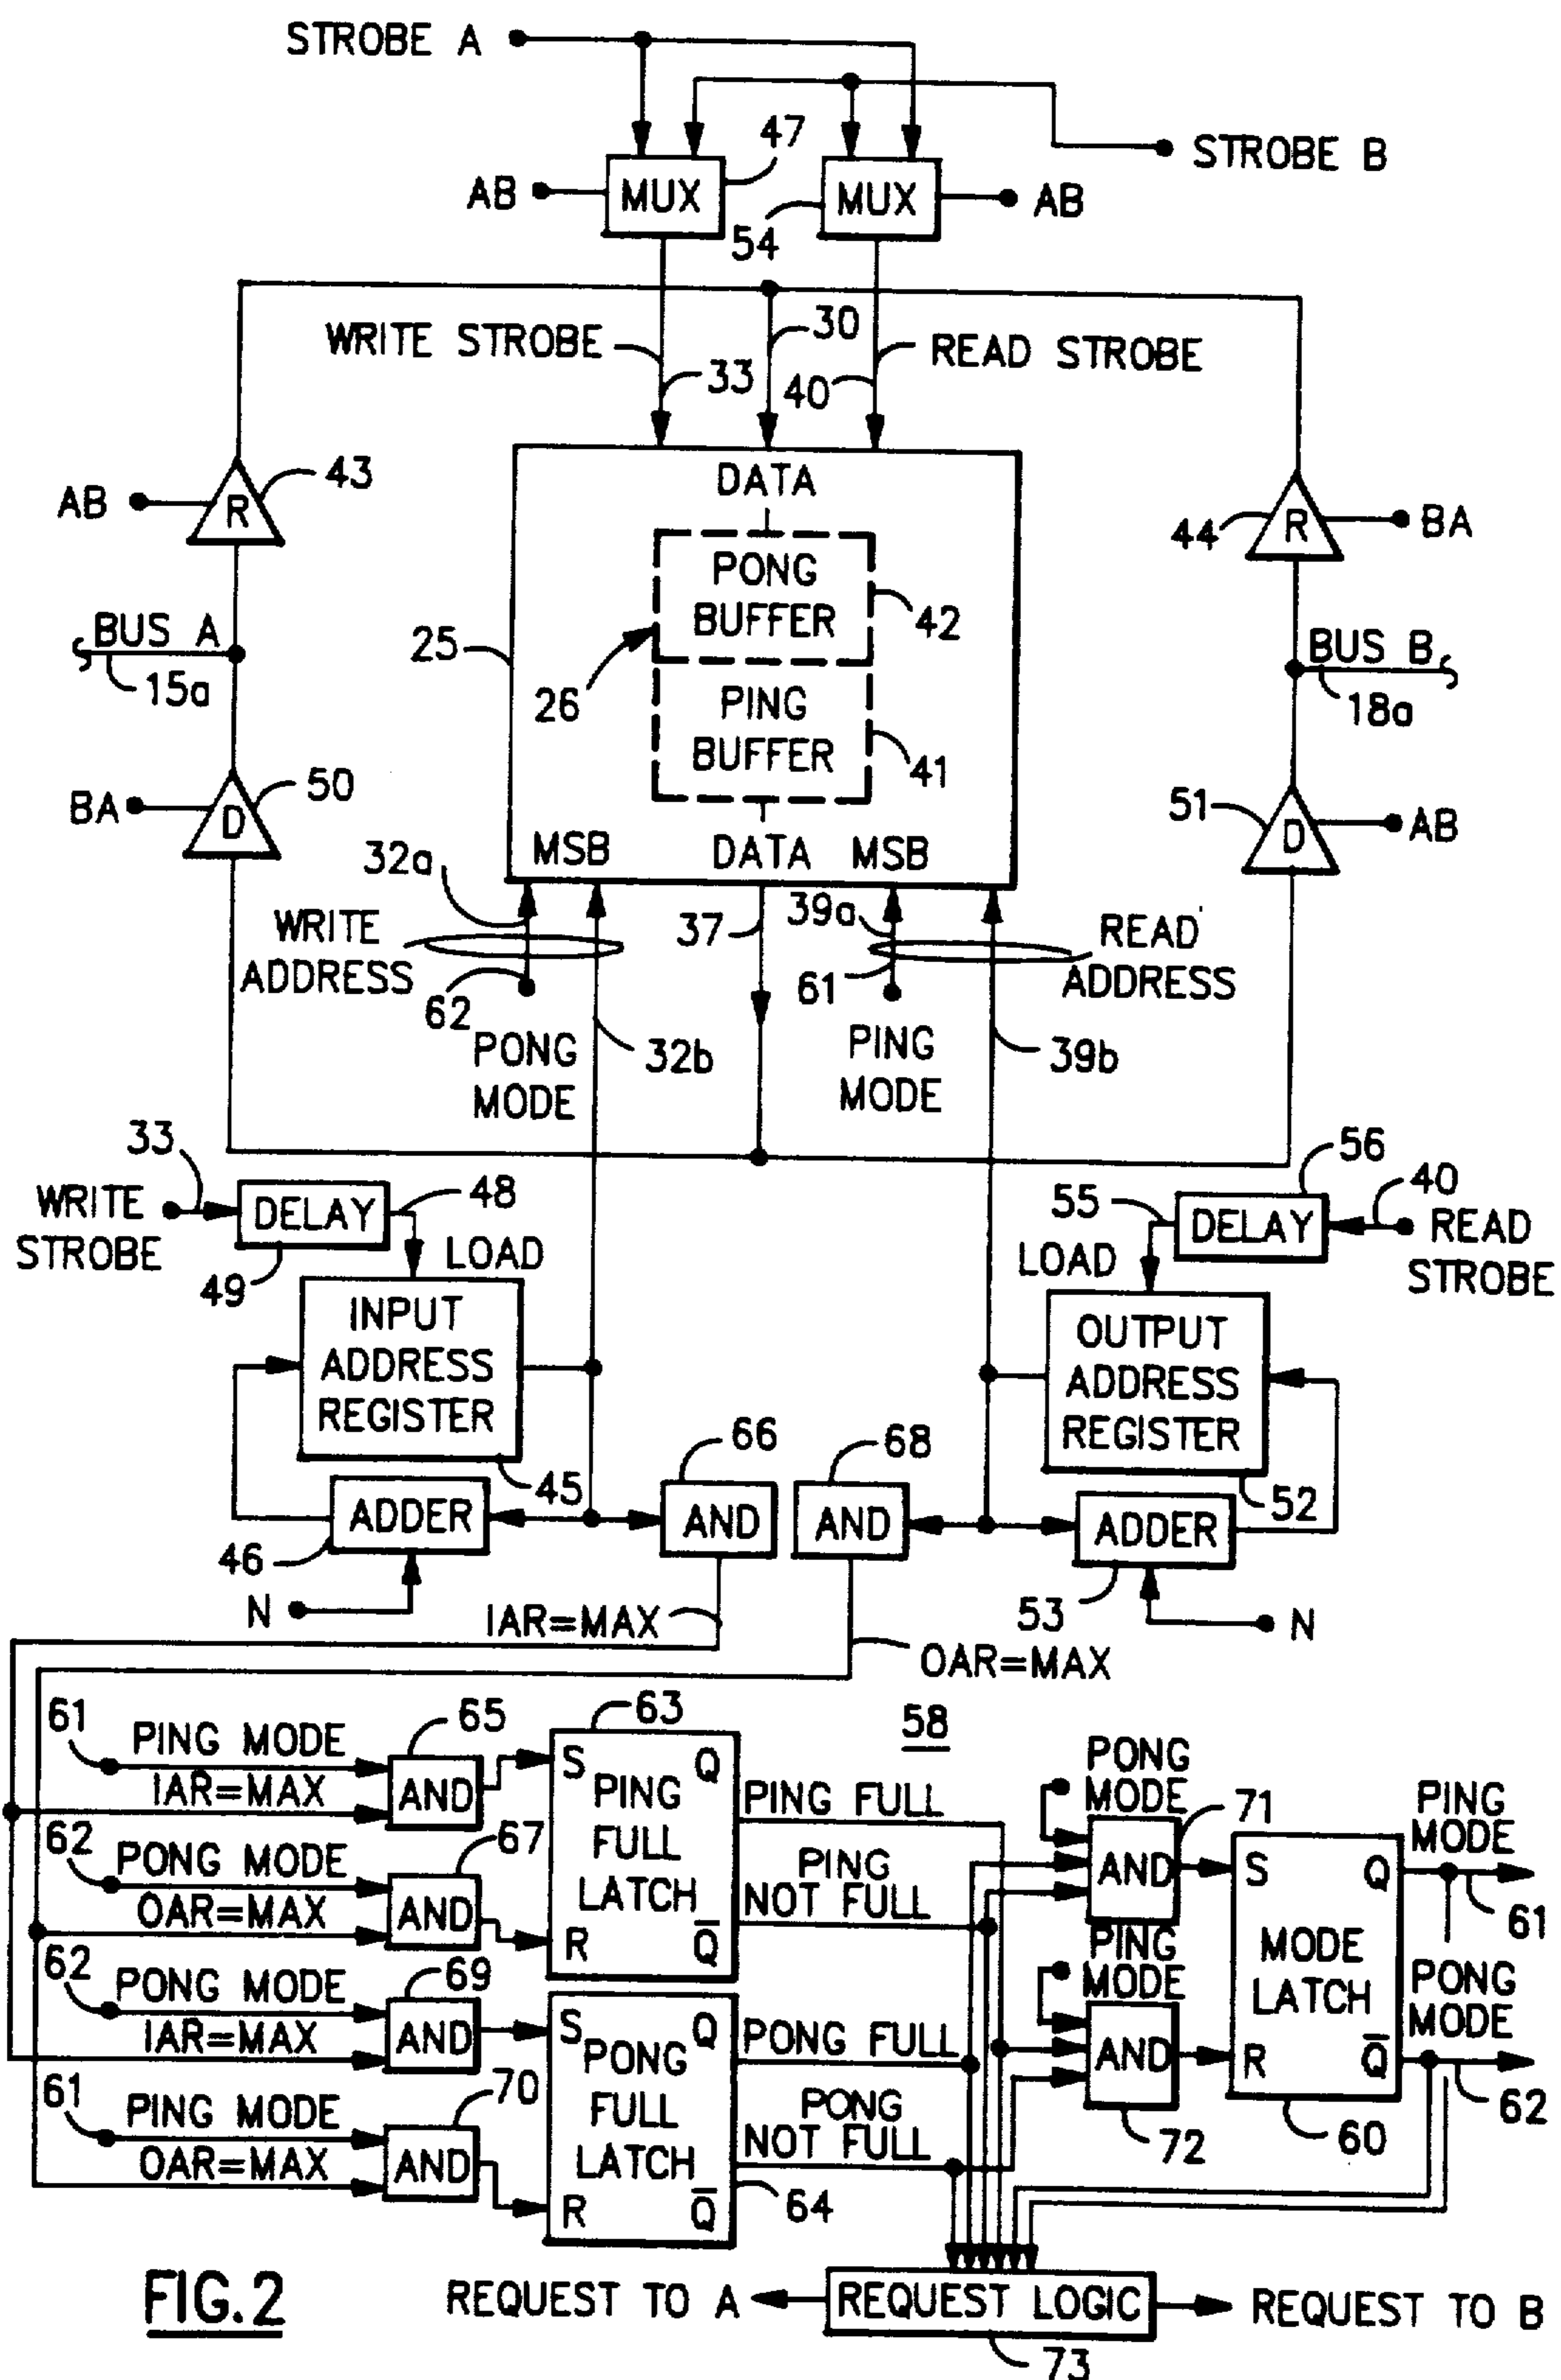 STROBE A
47
STROBE B
AB
MUX
MUX
AB
54
WRITE STROBE
30
READ STROBE
33
40
43
AB
R
DATA
44
R
BA
PONG
BUFFER
42
BUS A
25
BUS B
15a
26
PING
BUFFER
18a
41
50
BA
D
51
D
AB
MSB
DATA
MSB
32a
WRITE
ADDRESS
37
39a
READ
ADDRESS
62
61
PONG
MODE
32b
PING
MODE
39b
33
56
WRITE
STROBE
DELAY
48
55
DELAY
40
READ
STROBE
49
LOAD
LOAD
INPUT
ADDRESS
REGISTER
OUTPUT
ADDRESS
REGISTER
66
68
45
52
ADDER
AND
AND
ADDER
46
N
53
N
IAR=MAX
OAR=MAX
61
PING MODE
65
63
58
IAR=MAX
AND
S
Q
PING
FULL
LATCH
PING FULL
PONG
MODE
71
PING
MODE
62
PONG MODE
67
OAR=MAX
AND
R
Q
PING
NOT FULL
AND
S
Q
61
PING
MODE
MODE
LATCH
62
PONG MODE
69
IAR=MAX
AND
S
Q
PONG
FULL
LATCH
PONG FULL
AND
R
Q
PONG
MODE
62
61
PING MODE
70
OAR=MAX
AND
R
Q
PONG
NOT FULL
72
60
64
FIG.2
REQUEST TO A
REQUEST LOGIC
REQUEST TO B
73